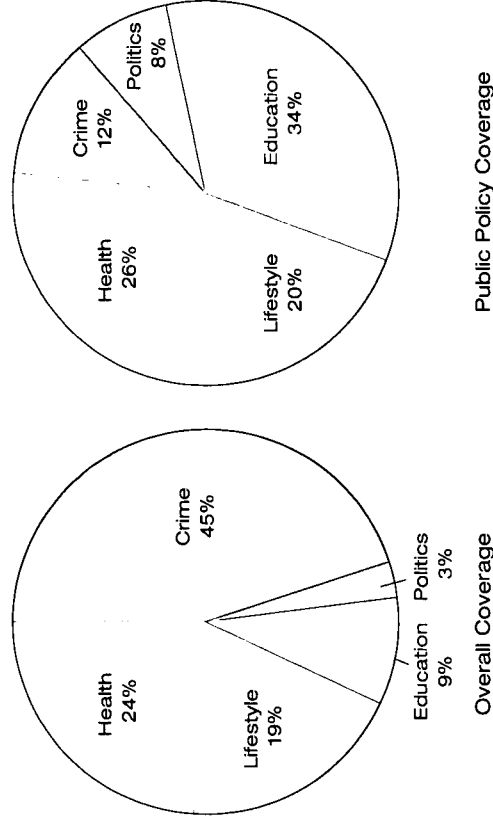 Health
24%
Crime
45%
Lifestyle
19%
Education
9%
Politics
3%
Overall Coverage
Health
26%
Crime
12%
Politics
8%
Education
34%
Lifestyle
20%
Public Policy Coverage